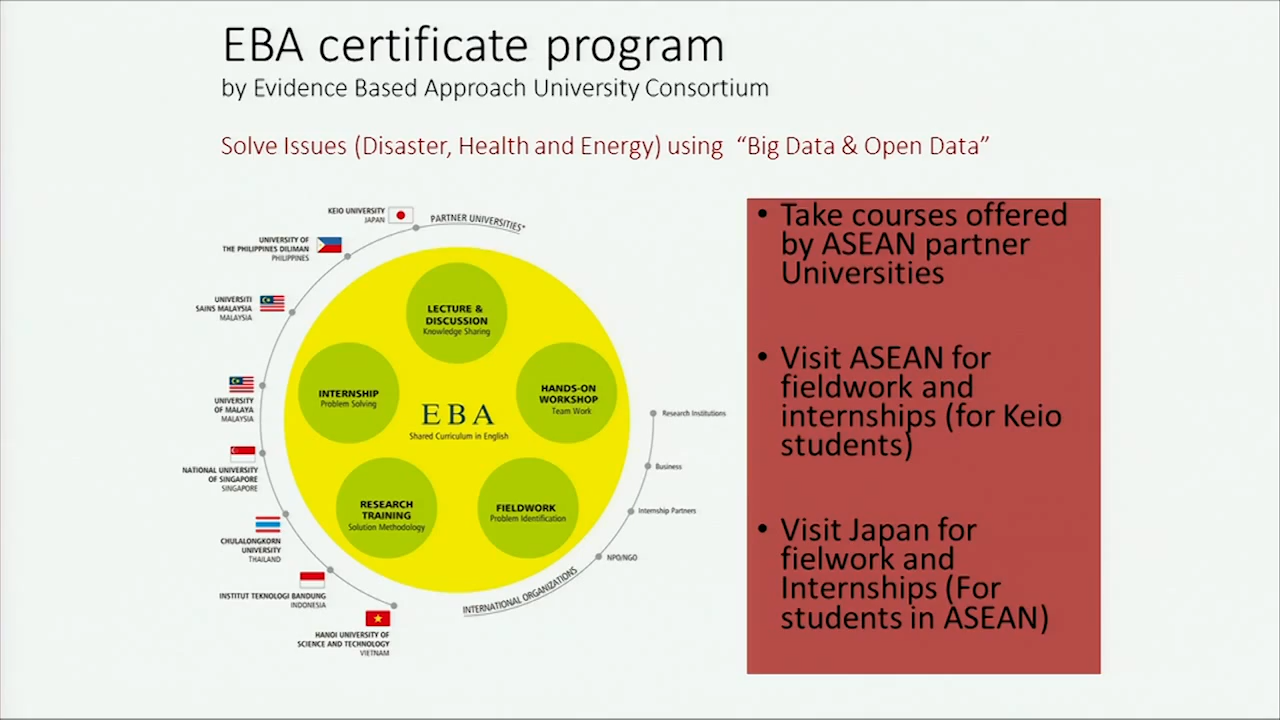 EBA certificate program
by Evidence Based Approach University Consortium
Solve Issues (Disaster, Health and Energy) using “Big Data & Open Data”
KEIO UNIVERSITY
JAPAN
PARTNER UNIVERSITIES*
UNIVERSITY OF
THE PHILIPPINES DILIMAN
PHILIPPINES
UNIVERSITI
SAINS MALAYSIA
MALAYSIA
UNIVERSITY
OF MALAYA
MALAYSIA
NATIONAL UNIVERSITY
OF SINGAPORE
SINGAPORE
CHULALONGKORN
UNIVERSITY
THAILAND
INSTITUT TEKNOLOGI BANDUNG
INDONESIA
HANOI UNIVERSITY OF
SCIENCE AND TECHNOLOGY
VIETNAM
LECTURE &
DISCUSSION
Knowledge Sharing
INTERNSHIP
Problem Solving
HANDS-ON
WORKSHOP
Team Work
EBA
Shared Curriculum in English
RESEARCH
TRAINING
Solution Methodology
FIELDWORK
Problem Identification
Research Institutions
Business
Internship Partners
NPO/NGO
INTERNATIONAL ORGANIZATIONS
• Take courses offered
by ASEAN partner
Universities
• Visit ASEAN for
fieldwork and
internships (for Keio
students)
• Visit Japan for
fielwork and
Internships (For
students in ASEAN)